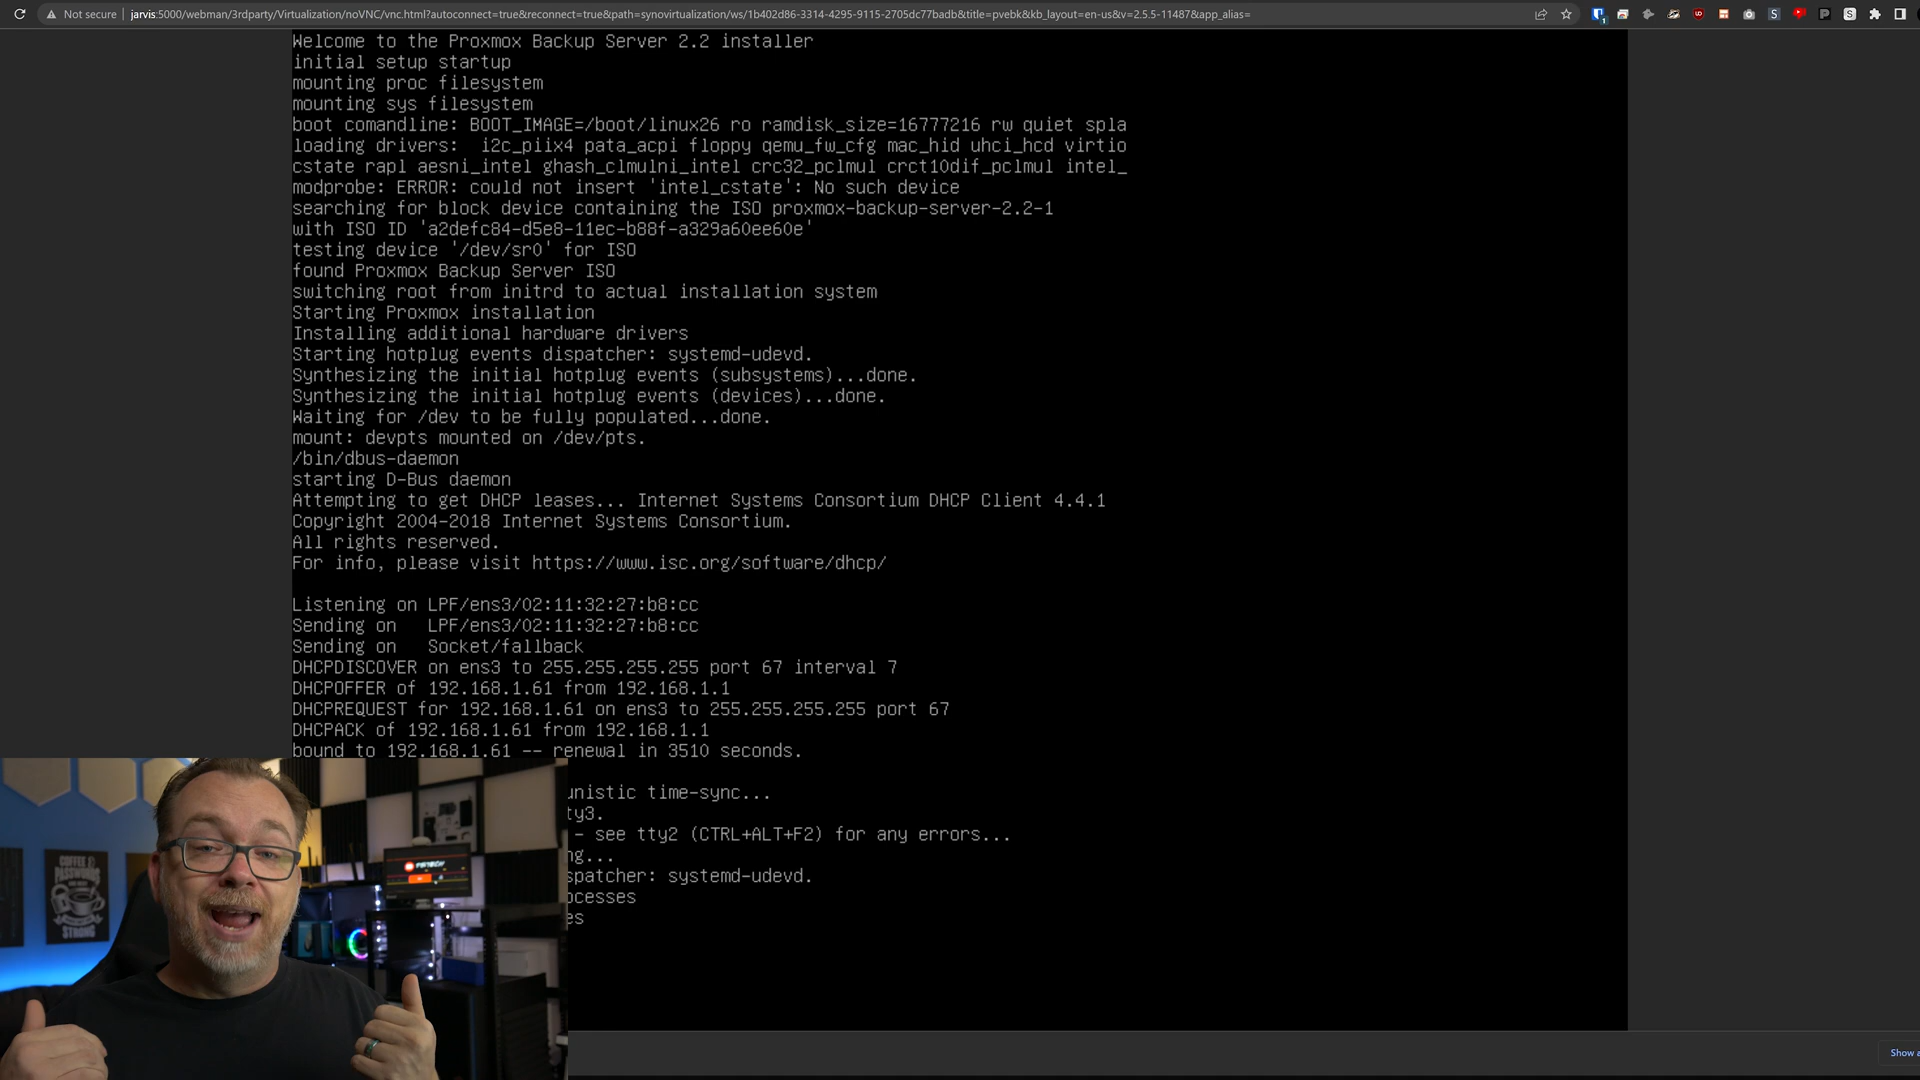 Not secure
jarvis:5000/webman/3rdparty/Virtualization/noVNC/vnc.html?autoconnect=true&reconnect=true&path=synovirtualization/ws/1b402d86-3314-4295-9115-2705dc77badb&title=pvebk&kb_layout=en-us&v=2.5.5-11487&app_alias=
Welcome to the Proxmox Backup Server 2.2 installer
initial setup startup
mounting proc filesystem
mounting sys filesystem
boot comandline: BOOT_IMAGE=/boot/linux26 ro ramdisk_size=16777216 rw quiet spla
loading drivers:  i2c_piix4 pata_acpi floppy qemu_fw_cfg mac_hid uhci_hcd virtio
cstate rapl aesni_intel ghash_clmulni_intel crc32_pclmul crct10dif_pclmul intel_
modprobe: ERROR: could not insert 'intel_cstate': No such device
searching for block device containing the ISO proxmox-backup-server-2.2-1
with ISO ID 'a2defc84-d5e8-11ec-b88f-a329a60ee60e'
testing device '/dev/sr0' for ISO
found Proxmox Backup Server ISO
switching root from initrd to actual installation system
Starting Proxmox installation
Installing additional hardware drivers
Starting hotplug events dispatcher: systemd-udevd.
Synthesizing the initial hotplug events (subsystems)...done.
Synthesizing the initial hotplug events (devices)...done.
Waiting for /dev to be fully populated...done.
mount: devpts mounted on /dev/pts.
/bin/dbus-daemon
starting D-Bus daemon
Attempting to get DHCP leases... Internet Systems Consortium DHCP Client 4.4.1
Copyright 2004-2018 Internet Systems Consortium.
All rights reserved.
For info, please visit https://www.isc.org/software/dhcp/
Listening on LPF/ens3/02:11:32:27:b8:cc
Sending on   LPF/ens3/02:11:32:27:b8:cc
Sending on   Socket/fallback
DHCPDISCOVER on ens3 to 255.255.255.255 port 67 interval 7
DHCPOFFER of 192.168.1.61 from 192.168.1.1
DHCPREQUEST for 192.168.1.61 on ens3 to 255.255.255.255 port 67
DHCPACK of 192.168.1.61 from 192.168.1.1
bound to 192.168.1.61 -- renewal in 3510 seconds.
unistic time-sync...
ty3.
- see tty2 (CTRL+ALT+F2) for any errors...
ng...
spatcher: systemd-udevd.
ocesses
es
COFFEE
PASSWORDS
STRONG
Show a